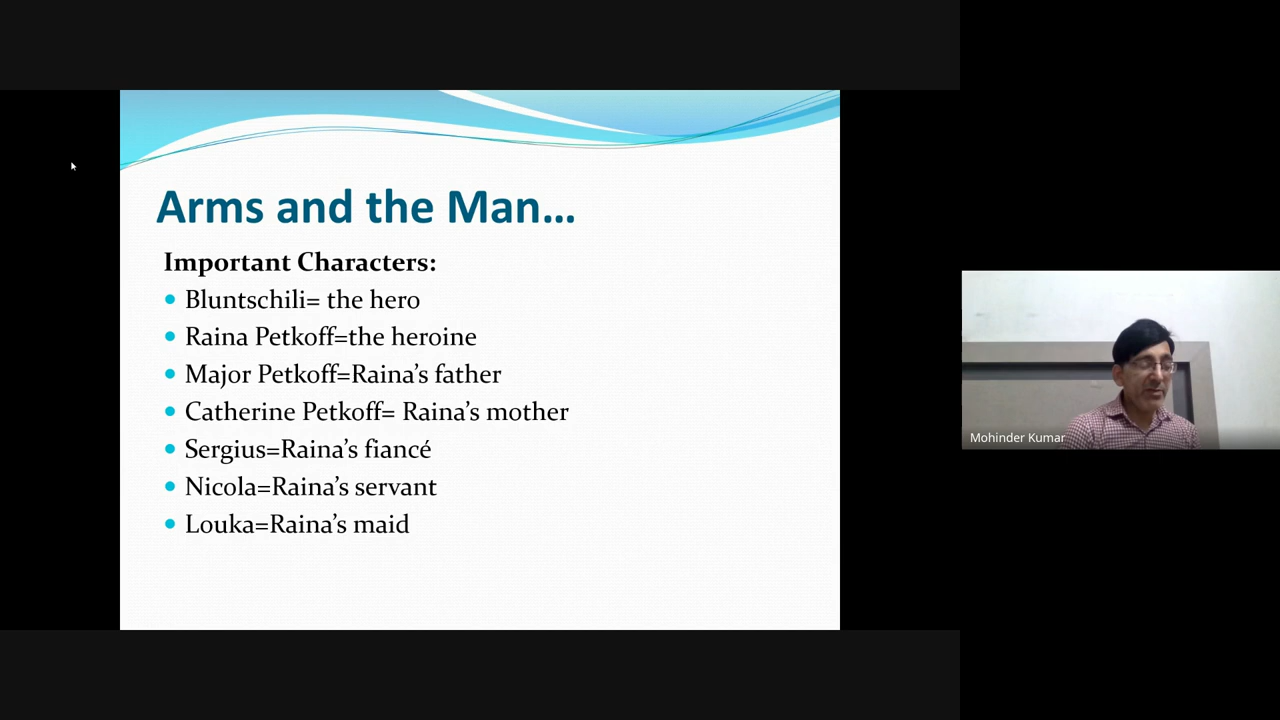 Arms and the Man…
Important Characters:
Bluntschili= the hero
Raina Petkoff=the heroine
Major Petkoff=Raina’s father
Catherine Petkoff= Raina’s mother
Sergius=Raina’s fiancé
Nicola=Raina’s servant
Louka=Raina’s maid
Mohinder Kumar